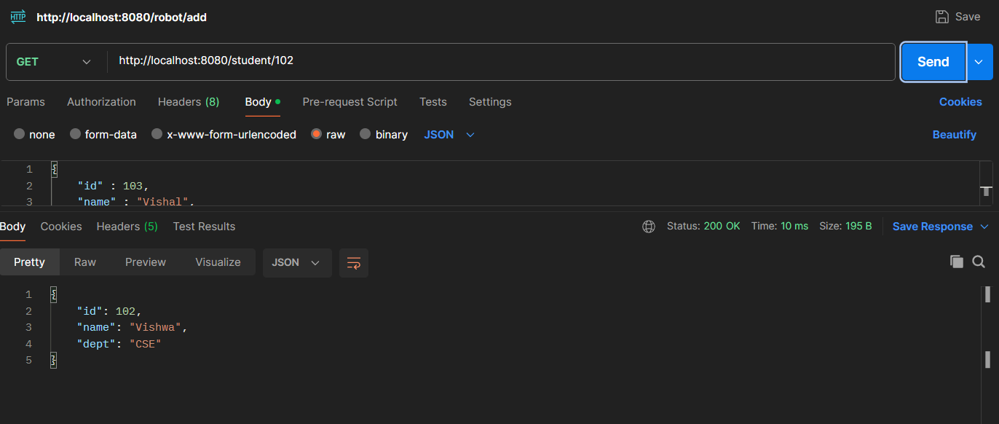 HTTP http://localhost:8080/robot/add Save
GET http://localhost:8080/student/102 Send
Params Authorization Headers (8) Body Pre-request Script Tests Settings Cookies
none form-data x-www-form-urlencoded raw binary JSON Beautify
1 {
2 "id" : 103,
3 "name" : "Vishal",
Body Cookies Headers (5) Test Results Status: 200 OK Time: 10 ms Size: 195 B Save Response
Pretty Raw Preview Visualize JSON
1 {
2 "id": 102,
3 "name": "Vishwa",
4 "dept": "CSE"
5 }